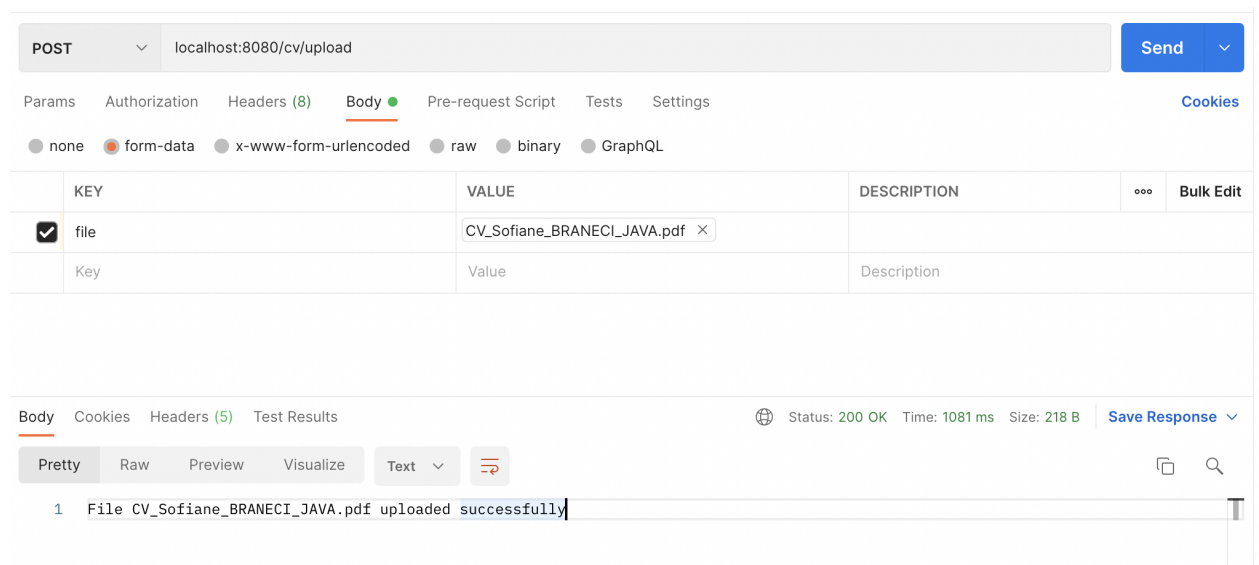 POST localhost:8080/cv/upload Send
Params Authorization Headers (8) Body Pre-request Script Tests Settings Cookies
none form-data x-www-form-urlencoded raw binary GraphQL
KEY VALUE DESCRIPTION ooo Bulk Edit
file CV_Sofiane_BRANECI_JAVA.pdf ×
Key Value Description
Body Cookies Headers (5) Test Results Status: 200 OK Time: 1081 ms Size: 218 B Save Response
Pretty Raw Preview Visualize Text
1 File CV_Sofiane_BRANECI_JAVA.pdf uploaded successfully